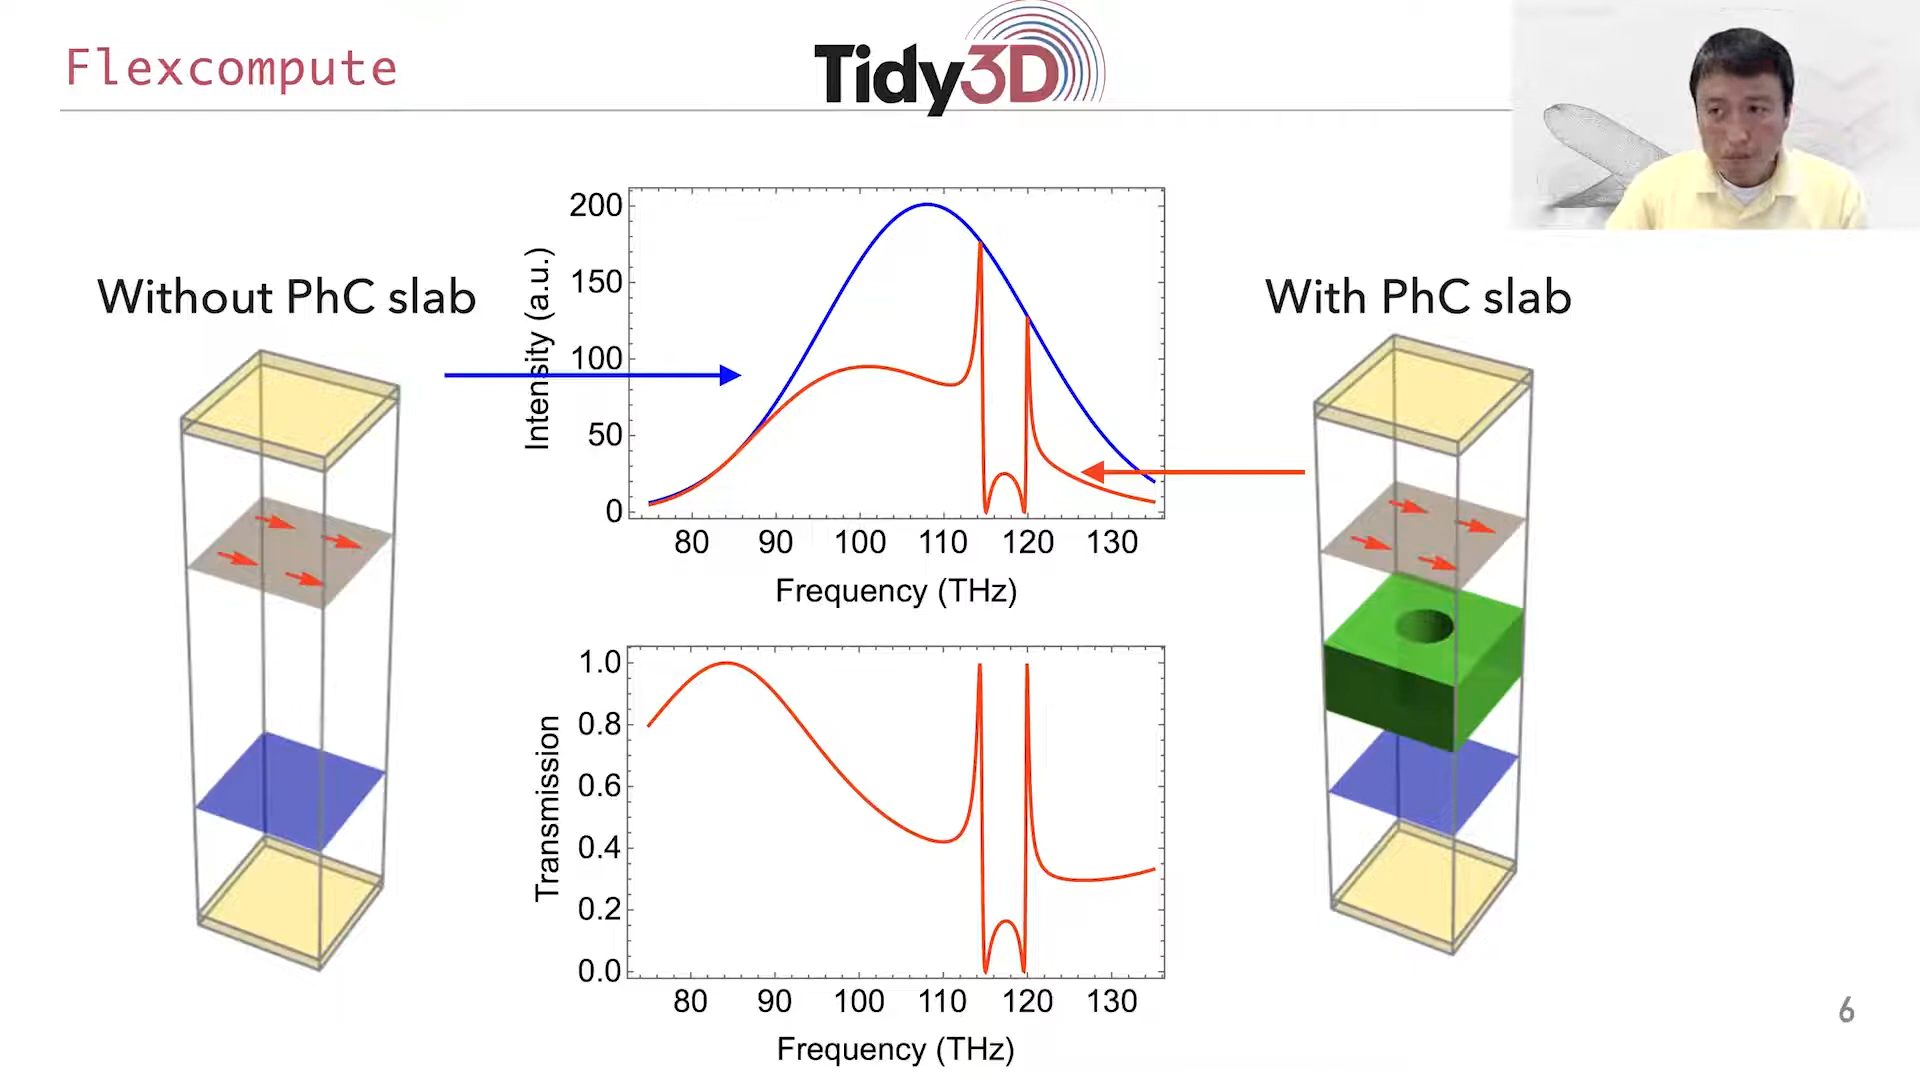 Flexcompute
Tidy3D
Without PhC slab
With PhC slab
Intensity (a.u.)
200
150
100
50
0
80 90 100 110 120 130
Frequency (THz)
Transmission
1.0
0.8
0.6
0.4
0.2
0.0
80 90 100 110 120 130
Frequency (THz)
6